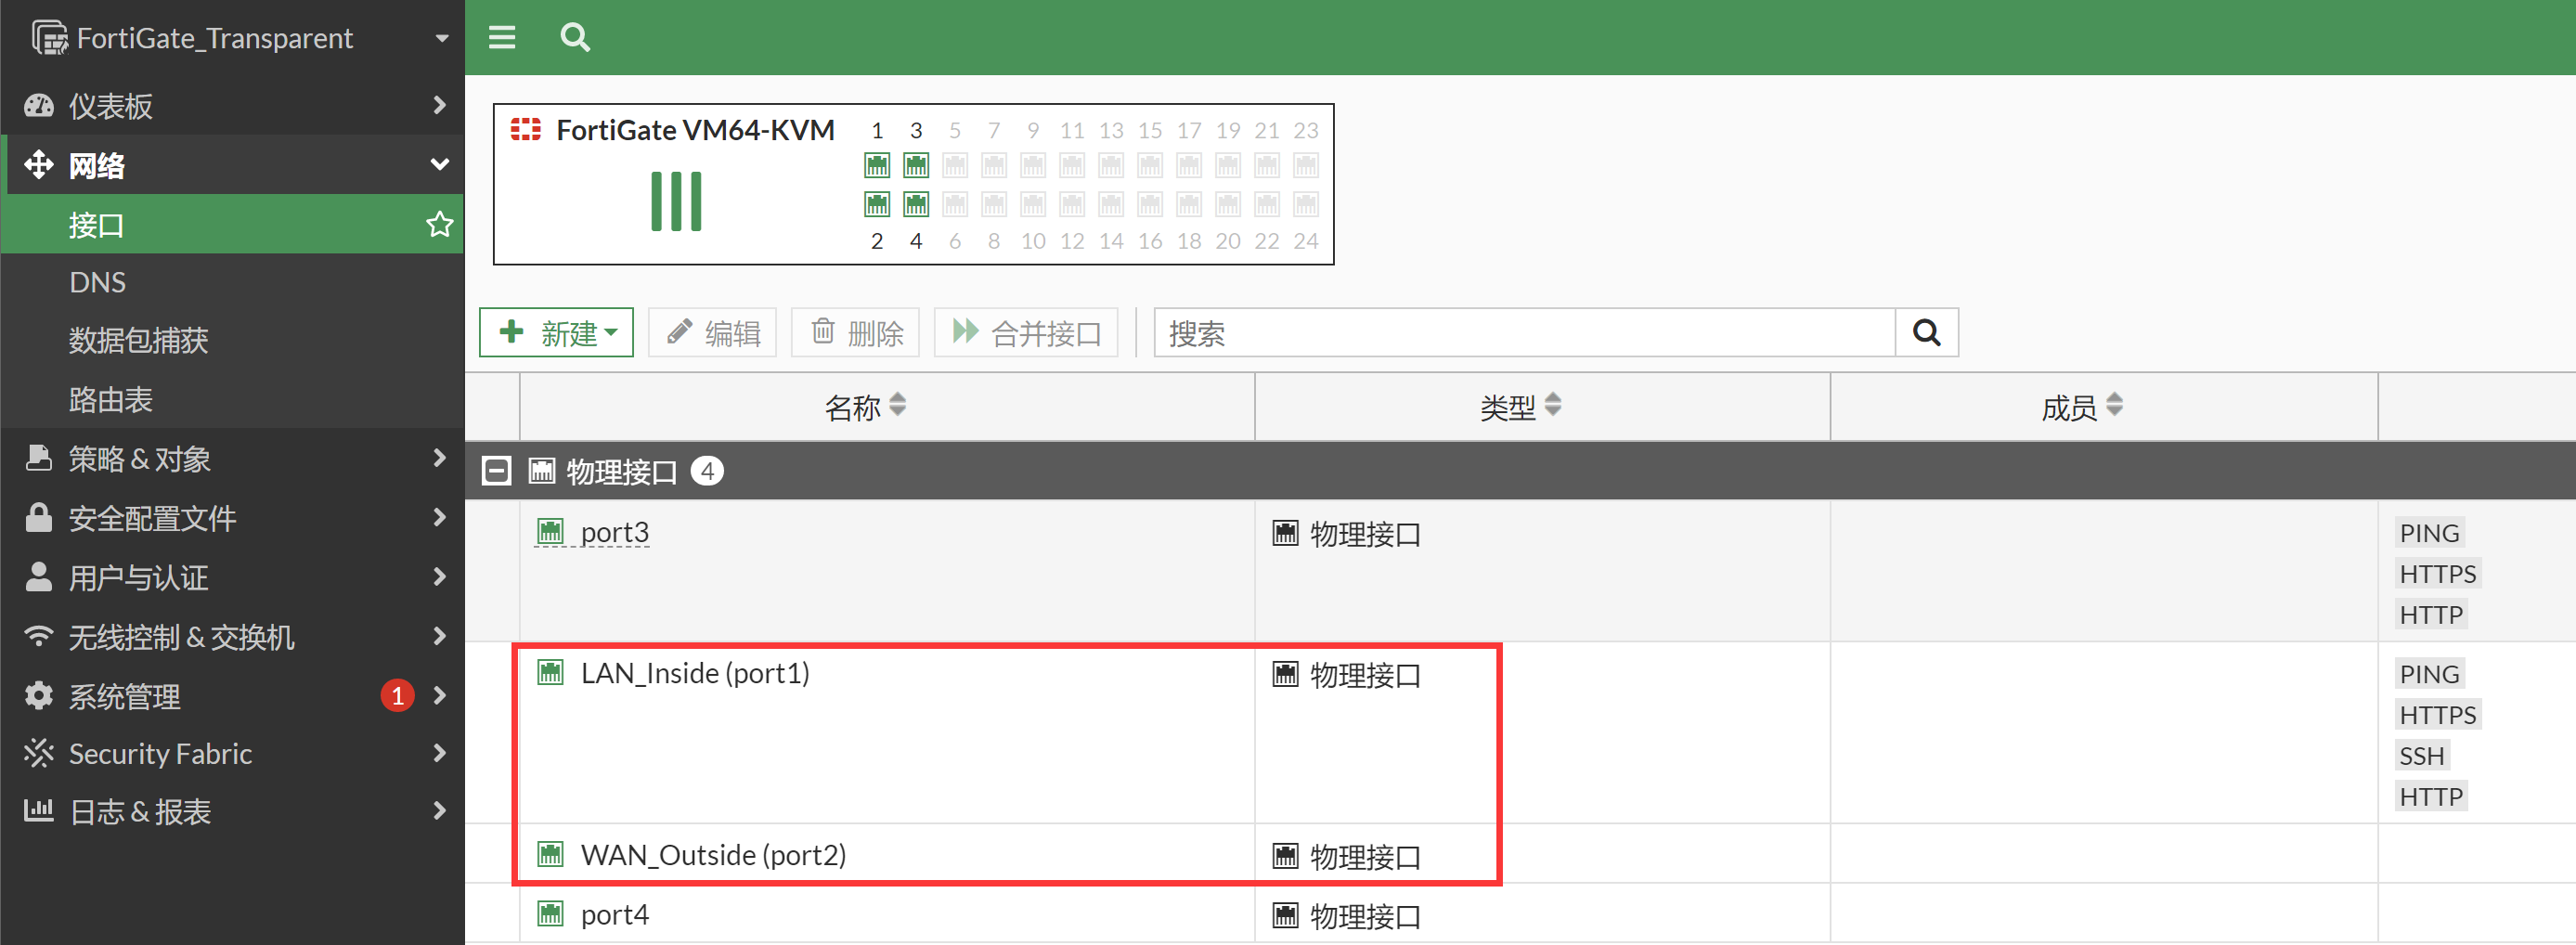 FortiGate_Transparent
仪表板
网络
接口
DNS
数据包捕获
路由表
策略 & 对象
安全配置文件
用户与认证
无线控制 & 交换机
系统管理 1
Security Fabric
日志 & 报表
FortiGate VM64-KVM
1 3 5 7 9 11 13 15 17 19 21 23
2 4 6 8 10 12 14 16 18 20 22 24
新建 编辑 删除 合并接口 搜索
名称 类型 成员
物理接口 4
port3 物理接口 PING
HTTPS
HTTP
LAN_Inside (port1) 物理接口 PING
HTTPS
SSH
HTTP
WAN_Outside (port2) 物理接口
port4 物理接口